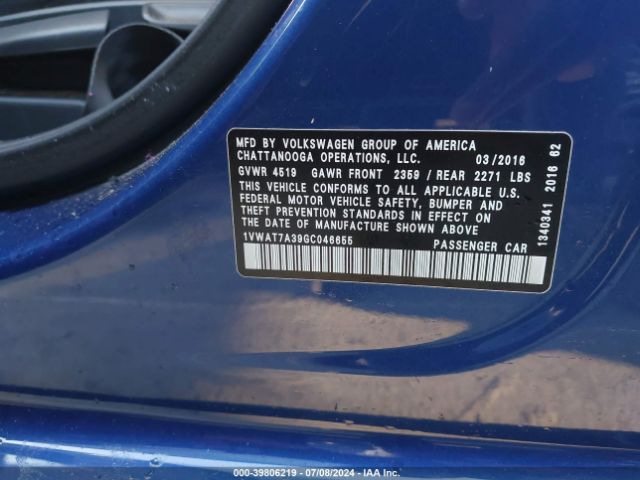 MFD BY VOLKSWAGEN GROUP OF AMERICA
CHATTANOOGA OPERATIONS, LLC. 03/2016
GVWR 4519 GAWR FRONT 2359 / REAR 2271 LBS
THIS VEHICLE CONFORMS TO ALL APPLICABLE U.S.
FEDERAL MOTOR VEHICLE SAFETY, BUMPER AND
THEFT PREVENTION STANDARDS IN EFFECT ON
THE DATE OF MANUFACTURE SHOWN ABOVE
1VWAT7A39GC046655 PASSENGER CAR
1340341 2016 62
000-39806219 - 07/08/2024 - IAA Inc.